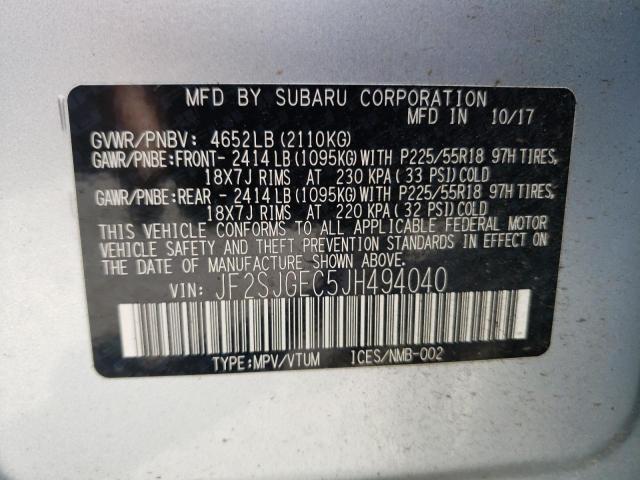 MFD BY SUBARU CORPORATION
MFD IN 10/17
GVWR/PNBV: 4652LB (2110KG)
GAWR/PNBE:FRONT- 2414 LB (1095KG) WITH P225/55R18 97H TIRES,
18X7J RIMS AT 230 KPA ( 33 PSI) COLD
GAWR/PNBE:REAR - 2414 LB (1095KG) WITH P225/55R18 97H TIRES,
18X7J RIMS AT 220 KPA ( 32 PSI) COLD
THIS VEHICLE CONFORMS TO ALL APPLICABLE FEDERAL MOTOR
VEHICLE SAFETY AND THEFT PREVENTION STANDARDS IN EFFECT
ON THE DATE OF MANUFACTURE SHOWN ABOVE.
VIN: JF2SJGEC5JH494040
TYPE:MPV/VTUM ICES/NMB-002